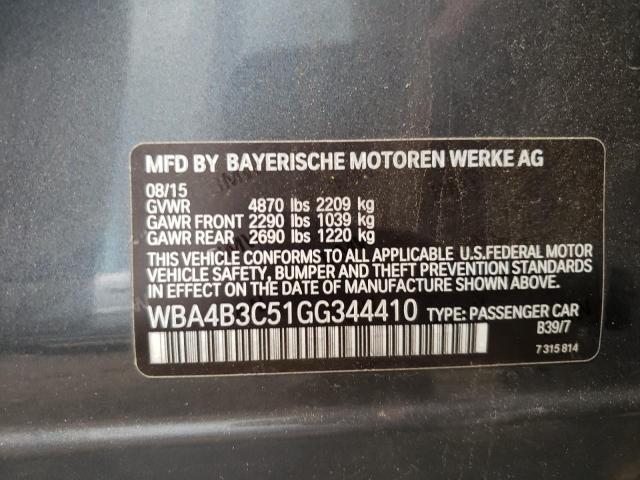 MFD BY BAYERISCHE MOTOREN WERKE AG
08/15
GVWR 4870 lbs 2209 kg
GAWR FRONT 2290 lbs 1039 kg
GAWR REAR 2690 lbs 1220 kg
THIS VEHICLE CONFORMS TO ALL APPLICABLE U.S.FEDERAL MOTOR
VEHICLE SAFETY, BUMPER AND THEFT PREVENTION STANDARDS
IN EFFECT ON THE DATE OF MANUFACTURE SHOWN ABOVE.
WBA4B3C51GG344410 TYPE: PASSENGER CAR
B39/7
7 315 814